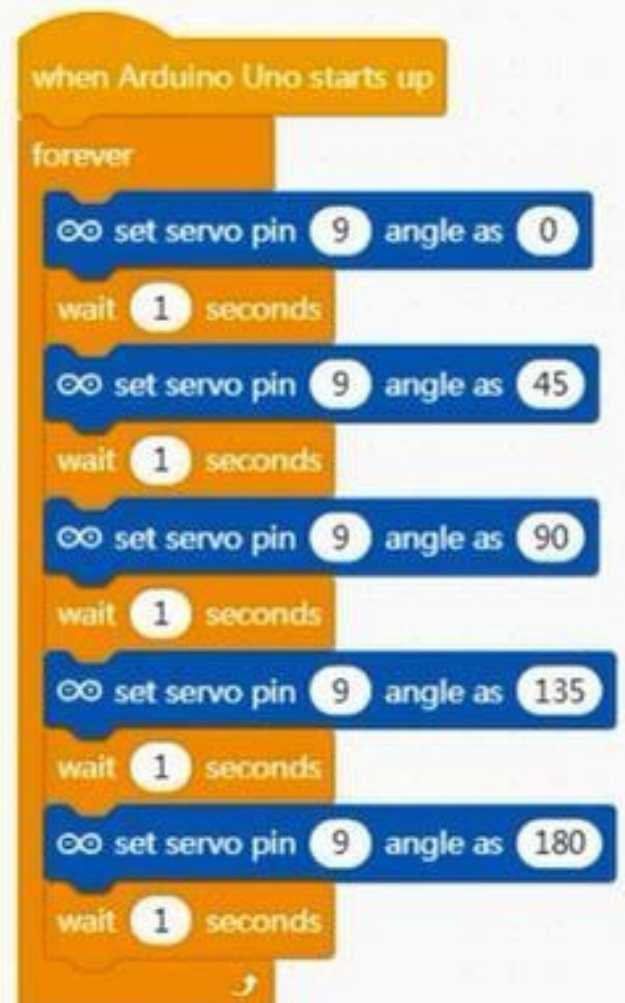 when Arduino Uno starts up
forever
set servo pin 9 angle as 0
wait 1 seconds
set servo pin 9 angle as 45
wait 1 seconds
set servo pin 9 angle as 90
wait 1 seconds
set servo pin 9 angle as 135
wait 1 seconds
set servo pin 9 angle as 180
wait 1 seconds